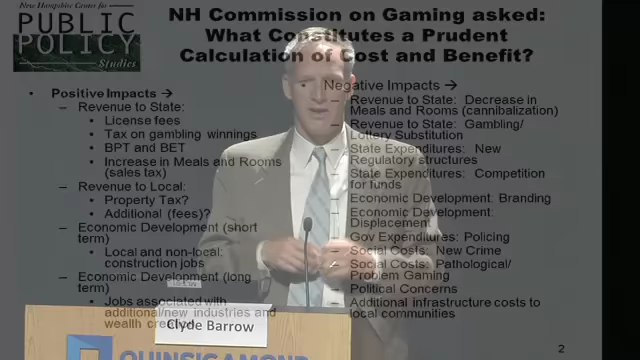 New Hampshire Center for
PUBLIC
POLICY
Studies
NH Commission on Gaming asked:
What Constitutes a Prudent
Calculation of Cost and Benefit?
• Positive Impacts →
– Revenue to State:
• License fees
• Tax on gambling winnings
• BPT and BET
• Increase in Meals and Rooms
(sales tax)
– Revenue to Local:
• Property Tax?
• Additional (fees)?
– Economic Development (short
term)
• Local and non-local:
construction jobs
– Economic Development (long
term)
• Jobs associated with
additional/new industries and
wealth
Negative Impacts →
– Revenue to State: Decrease in
Meals and Rooms (cannibalization)
– Revenue to State: Gambling/
Lottery Substitution
– State Expenditures: New
Regulatory structures
– State Expenditures: Competition
for funds
Economic Development: Branding
– Economic Development:
Displacement
– Gov Expenditures: Policing
– Social Costs: New Crime
– Social Costs: Pathological/
Problem Gaming
Political Concerns
Additional infrastructure costs to
local communities
Clyde Barrow
QUINSIGAMOND
2